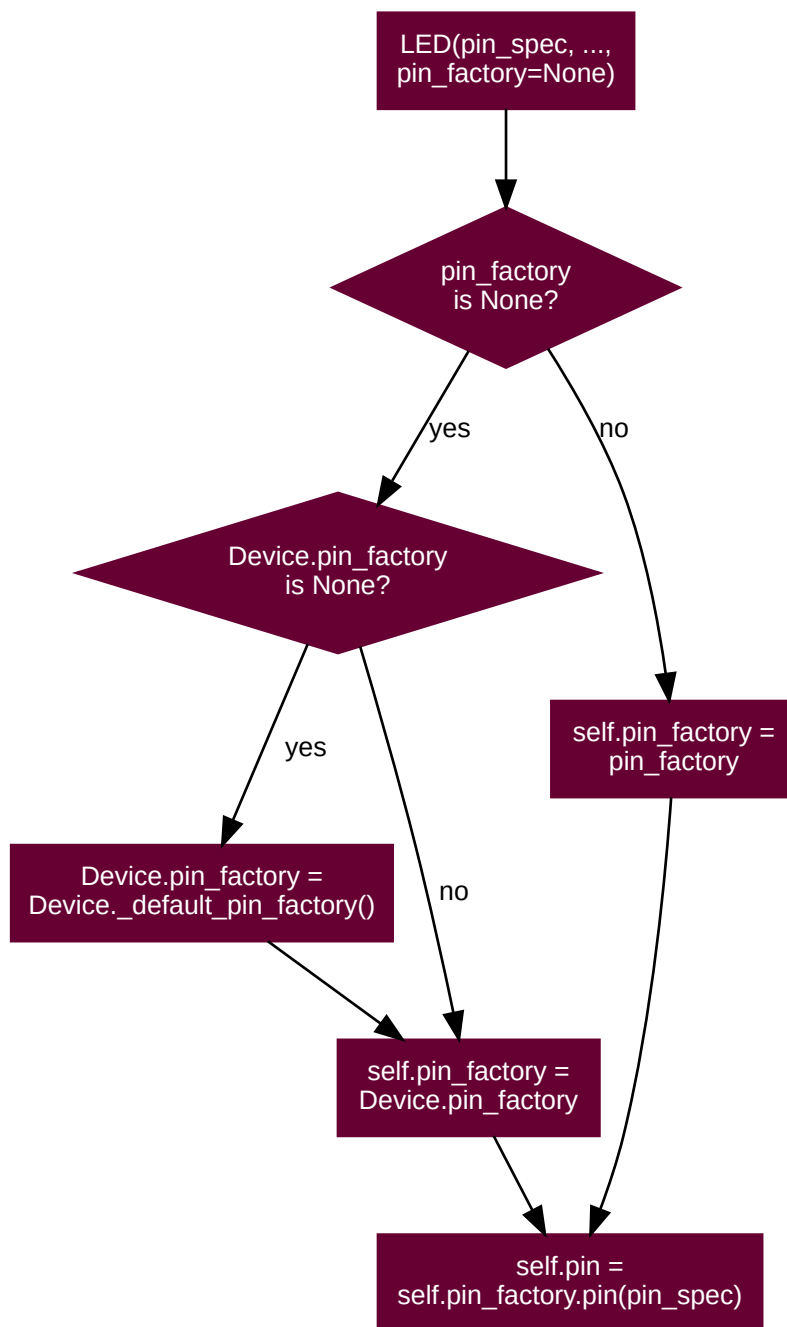 LED(pin_spec, ...,
pin_factory=None)
pin_factory
is None?
yes
no
Device.pin_factory
is None?
self.pin_factory =
pin_factory
yes
no
Device.pin_factory =
Device._default_pin_factory()
self.pin_factory =
Device.pin_factory
self.pin =
self.pin_factory.pin(pin_spec)